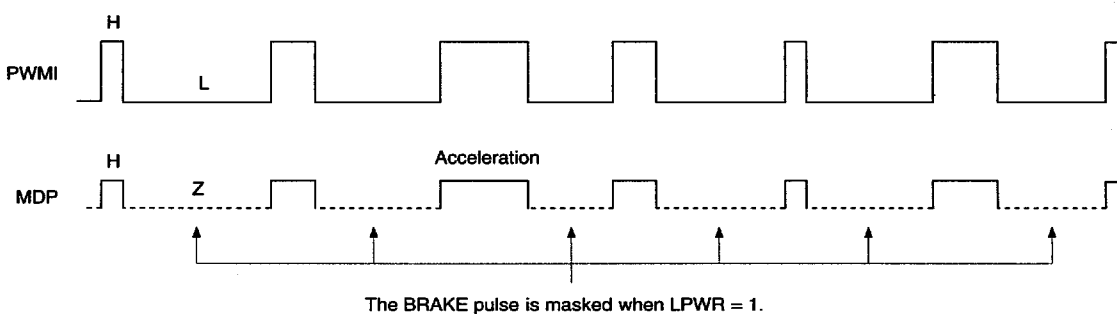 H
PWMI
L
H
Acceleration
Z
MDP
The BRAKE pulse is masked when LPWR = 1.